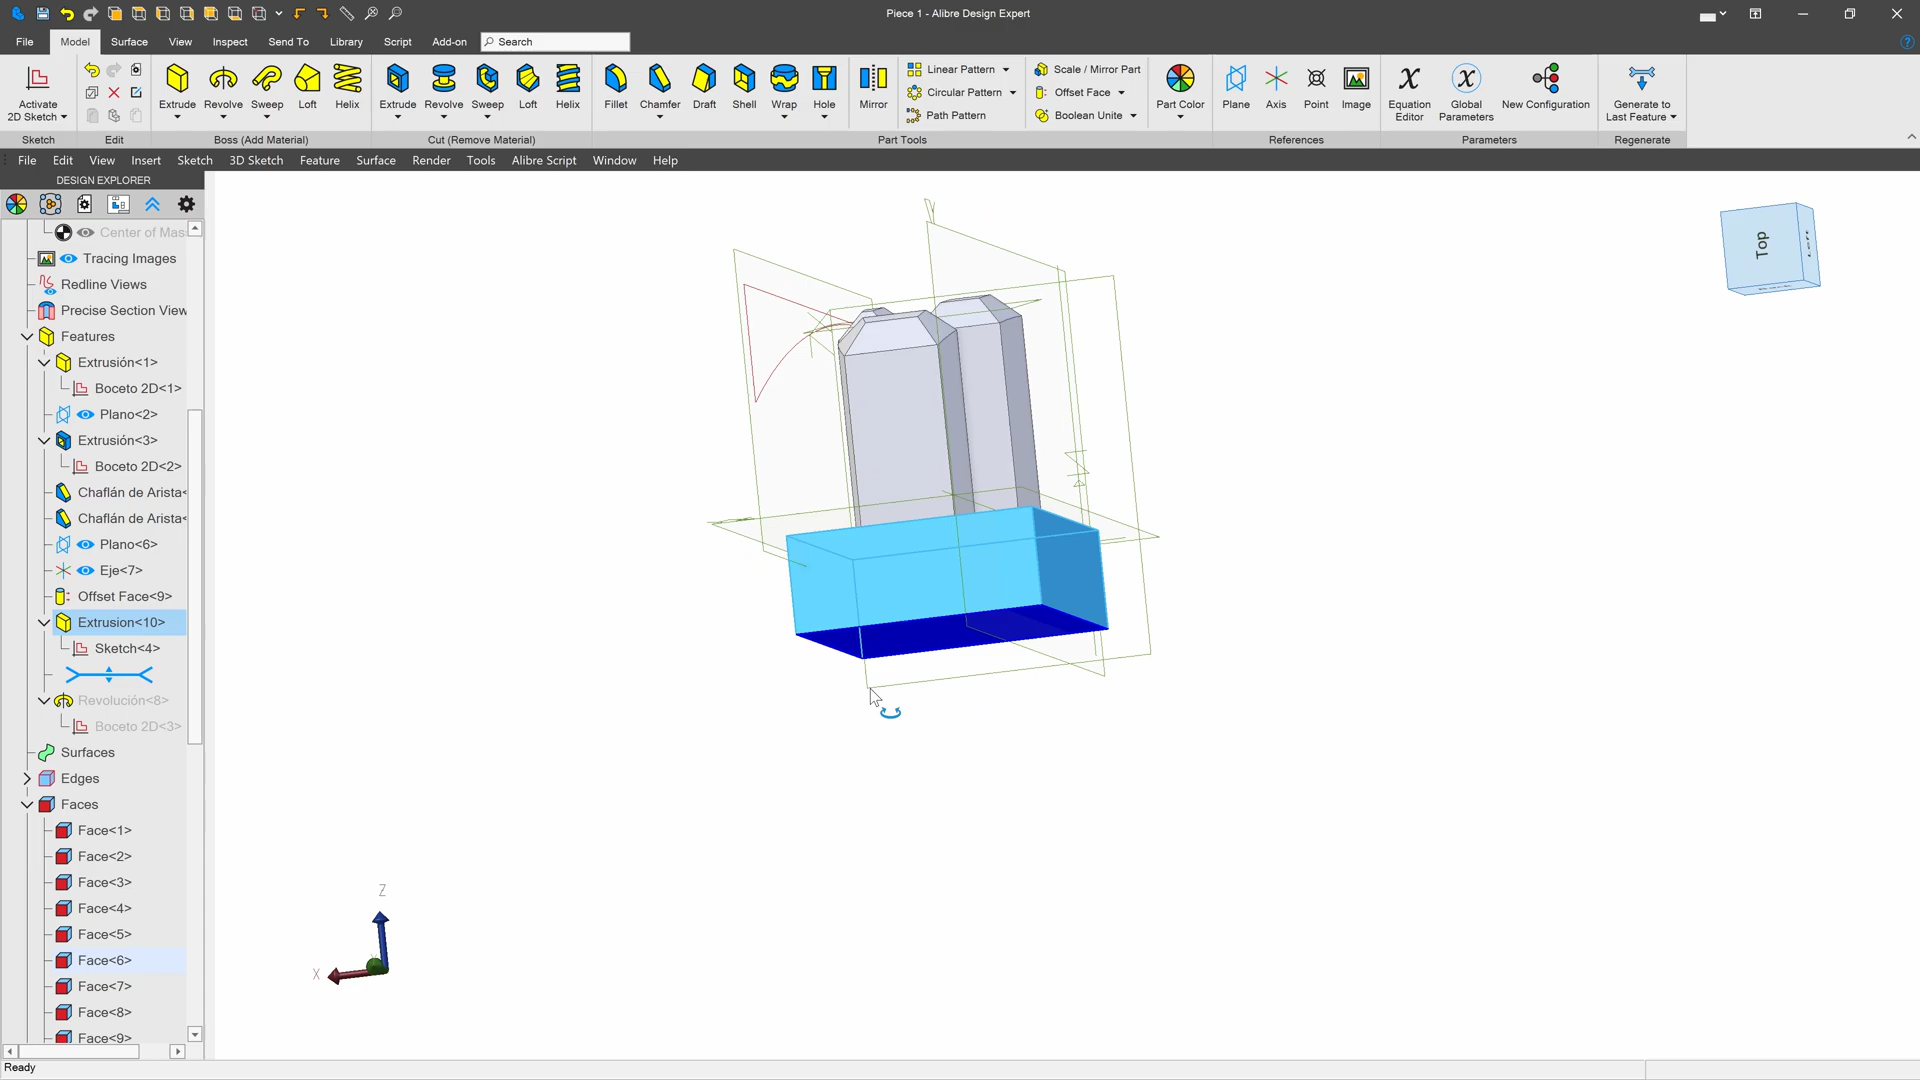 Piece 1 - Alibre Design Expert
File Model Surface View Inspect Send To Library Script Add-on Search
Activate 2D Sketch
Extrude Revolve Sweep Loft Helix
Extrude Revolve Sweep Loft Helix
Fillet Chamfer Draft Shell Wrap Hole Mirror
Linear Pattern
Circular Pattern
Path Pattern
Scale / Mirror Part
Offset Face
Boolean Unite
Part Color
Plane Axis Point Image
Equation Editor
Global Parameters
New Configuration
Generate to Last Feature
Sketch Edit Boss (Add Material) Cut (Remove Material) Part Tools References Parameters Regenerate
File Edit View Insert Sketch 3D Sketch Feature Surface Render Tools Alibre Script Window Help
DESIGN EXPLORER
Center of Mas
Tracing Images
Redline Views
Precise Section View
Features
Extrusión<1>
Boceto 2D<1>
Plano<2>
Extrusión<3>
Boceto 2D<2>
Chaflán de Arista<
Chaflán de Arista<
Plano<6>
Eje<7>
Offset Face<9>
Extrusion<10>
Sketch<4>
Revolución<8>
Boceto 2D<3>
Surfaces
Edges
Faces
Face<1>
Face<2>
Face<3>
Face<4>
Face<5>
Face<6>
Face<7>
Face<8>
Face<9>
Top
Z
X
Ready